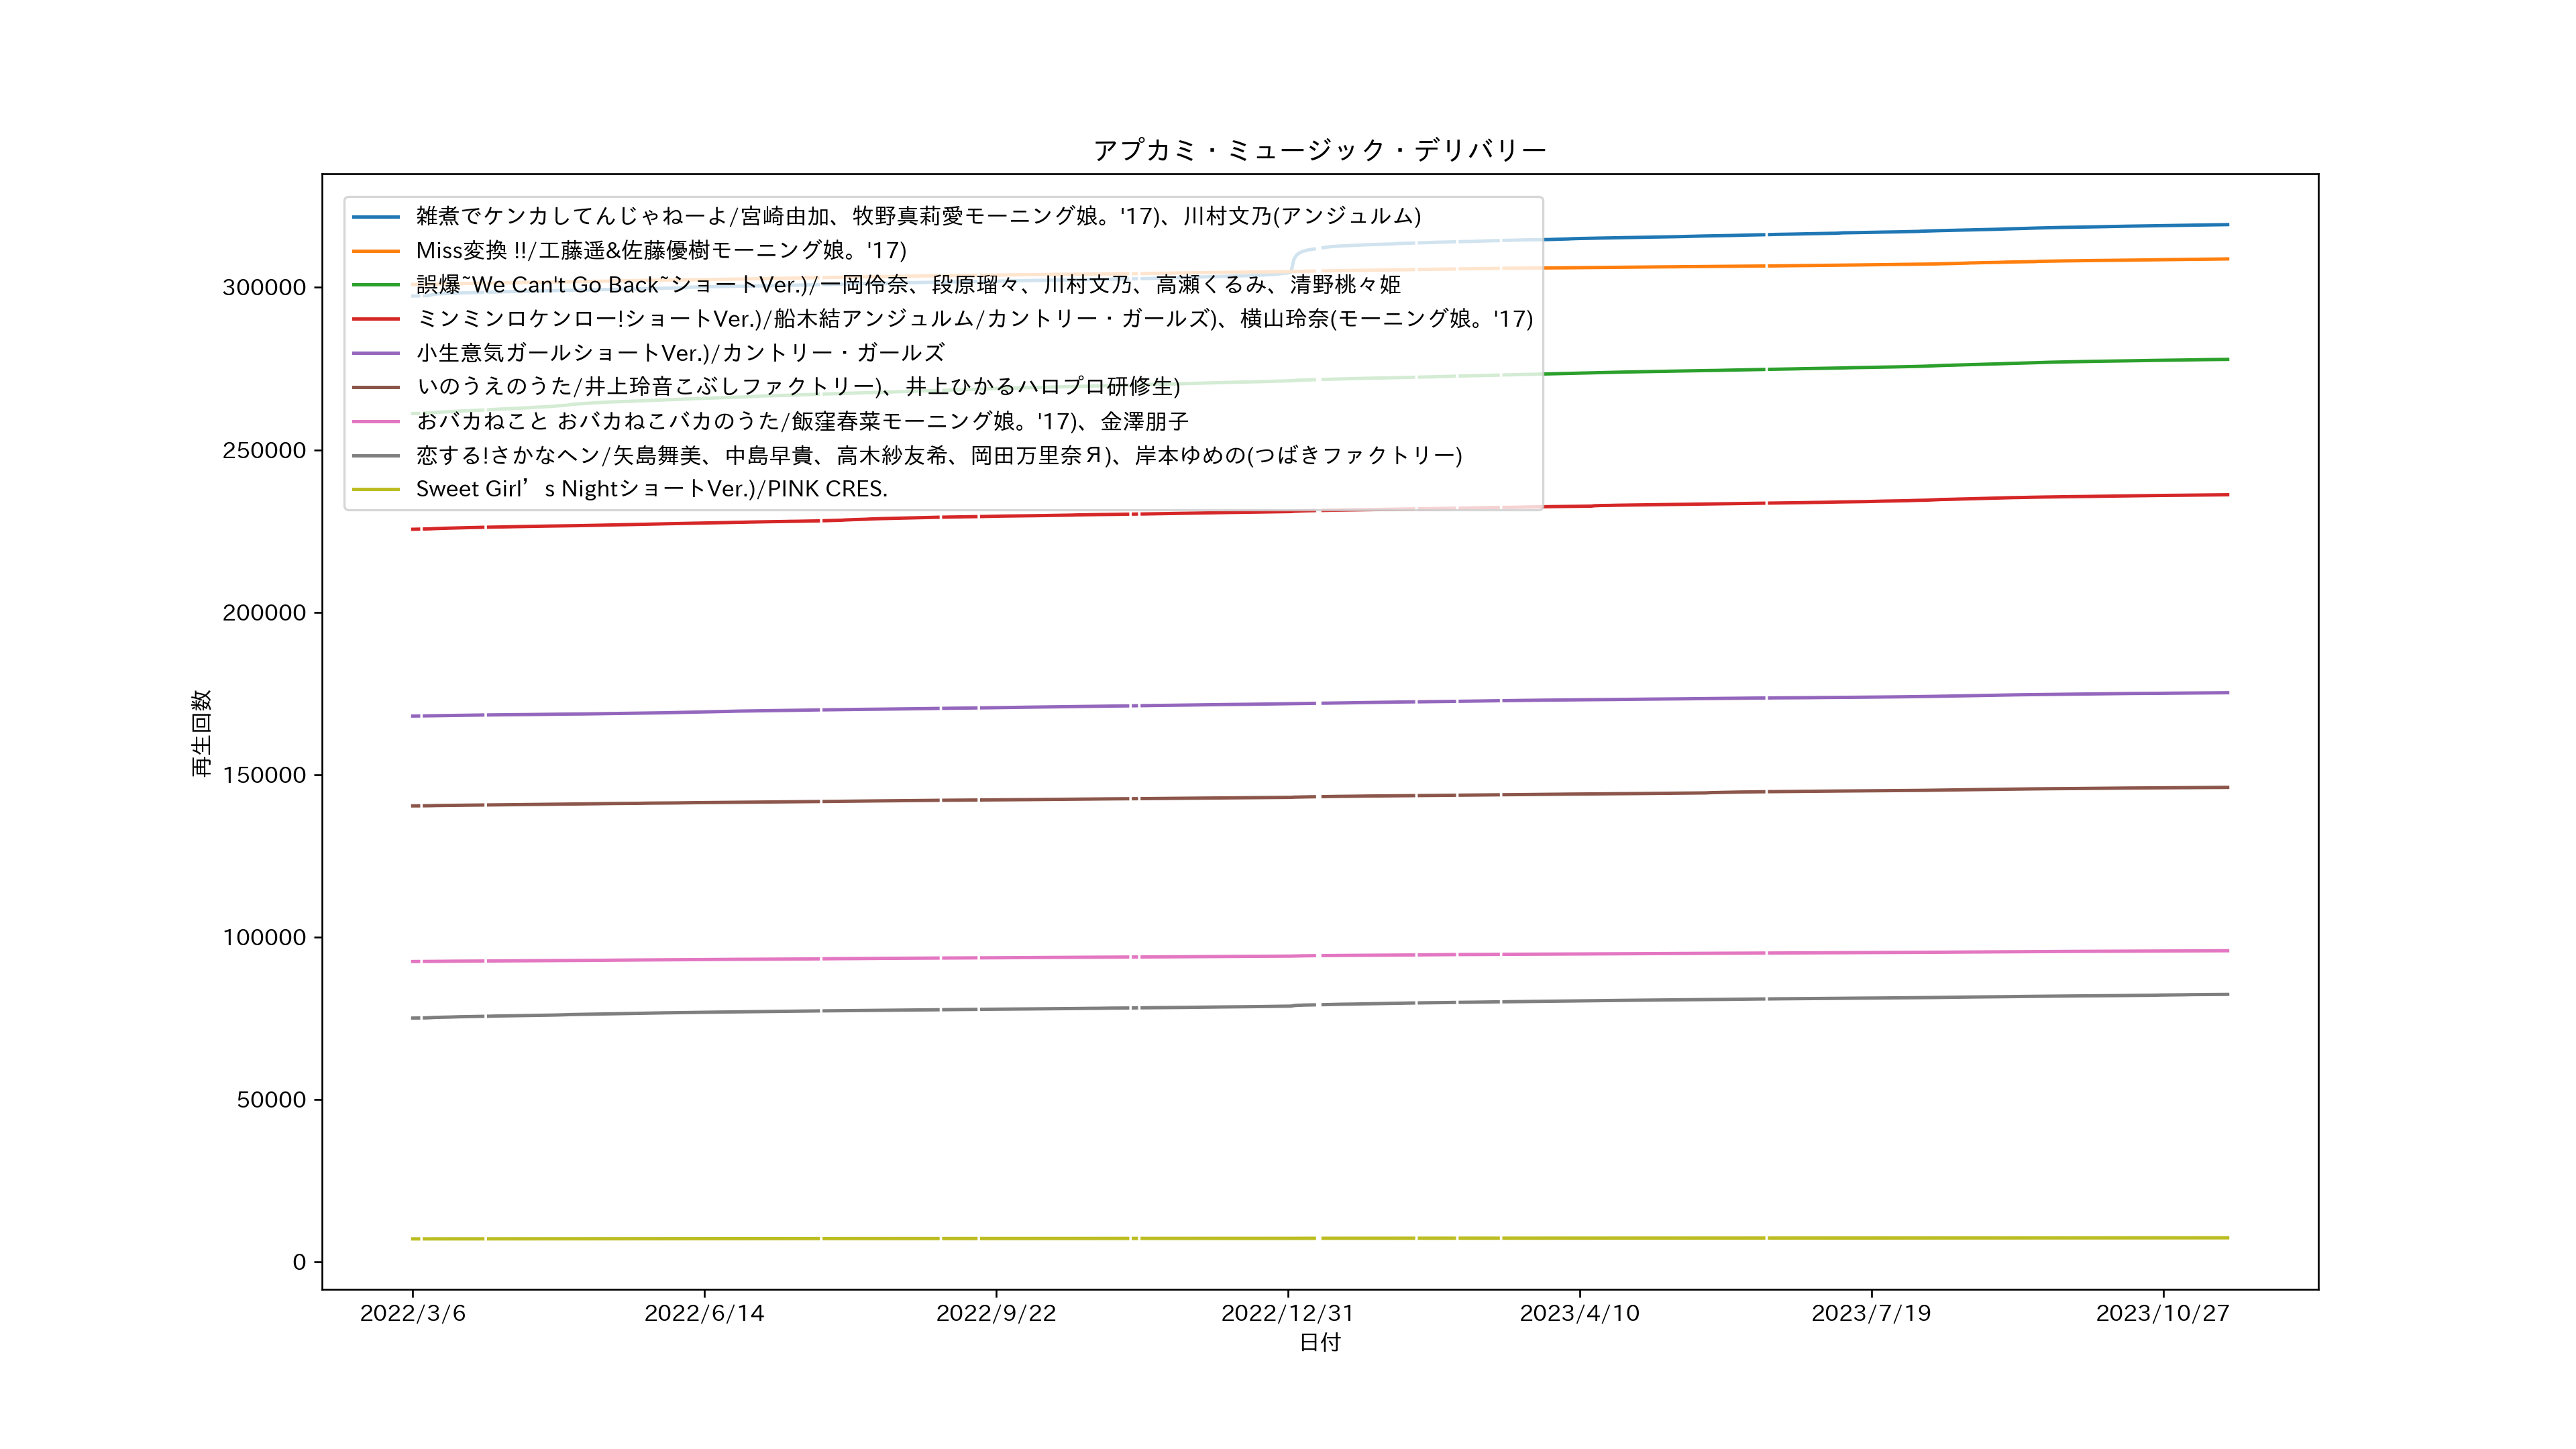 アプカミ・ミュージック・デリバリー
雑煮でケンカしてんじゃねーよ/宮崎由加、牧野真莉愛モーニング娘。'17)、川村文乃(アンジュルム)
Miss変換 !!/工藤遥&佐藤優樹モーニング娘。'17)
誤爆~We Can't Go Back~ショートVer.)/一岡伶奈、段原瑠々、川村文乃、高瀬くるみ、清野桃々姫
ミンミンロケンロー!ショートVer.)/船木結アンジュルム/カントリー・ガールズ)、横山玲奈(モーニング娘。'17)
小生意気ガールショートVer.)/カントリー・ガールズ
いのうえのうた/井上玲音こぶしファクトリー)、井上ひかるハロプロ研修生)
おバカねこと おバカねこバカのうた/飯窪春菜モーニング娘。'17)、金澤朋子
恋する!さかなヘン/矢島舞美、中島早貴、高木紗友希、岡田万里奈Я)、岸本ゆめの(つばきファクトリー)
Sweet Girl’s NightショートVer.)/PINK CRES.
300000
250000
200000
150000
100000
50000
0
再生回数
2022/3/6
2022/6/14
2022/9/22
2022/12/31
2023/4/10
2023/7/19
2023/10/27
日付